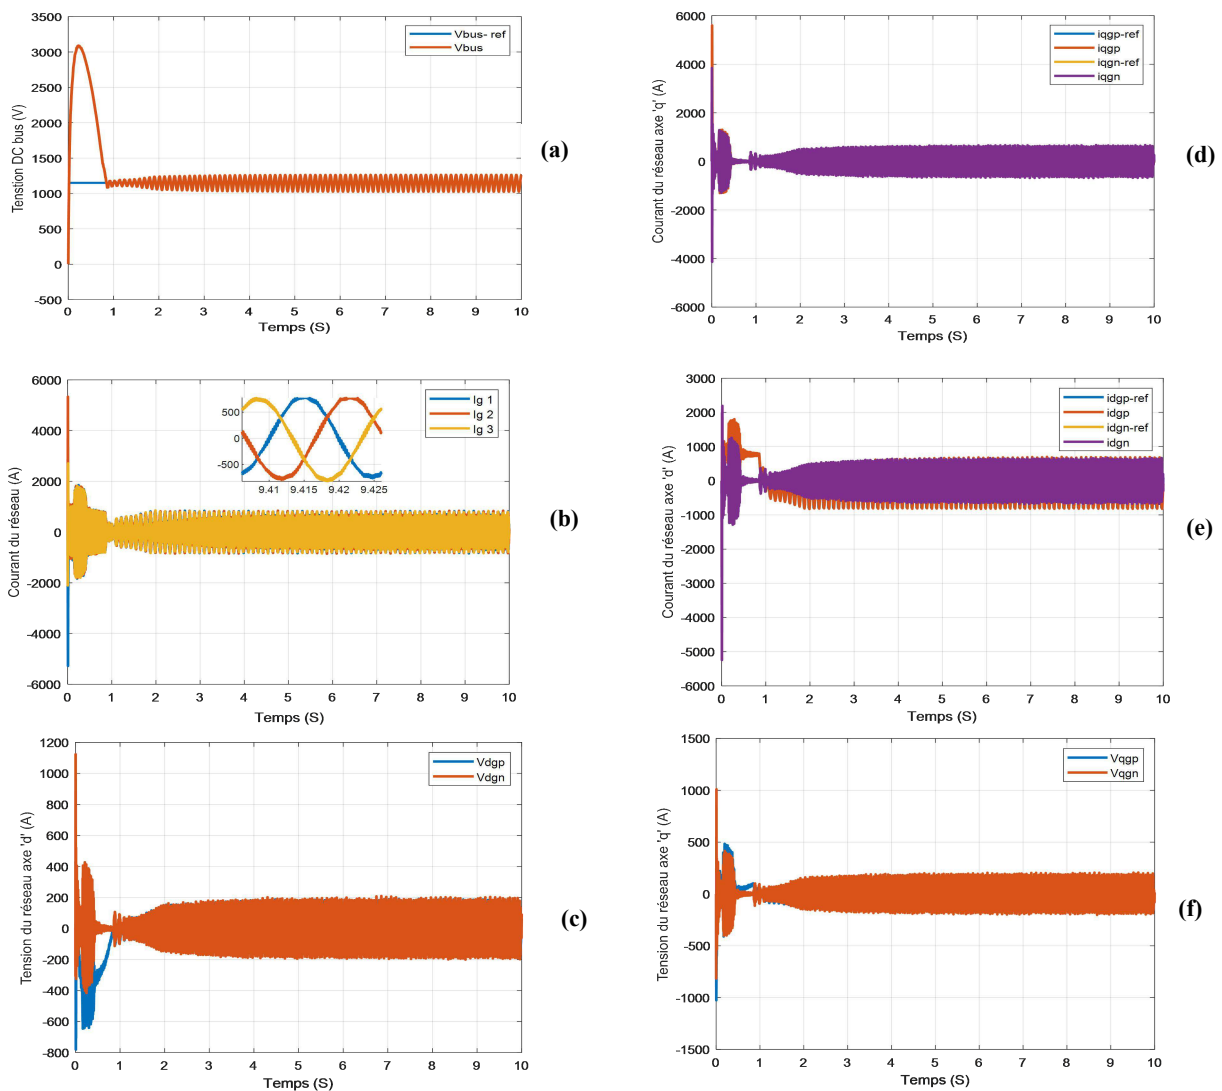 3500
3000
2500
2000
1500
1000
500
0
-500
Tension DC bus (V)
Vbus- ref
Vbus
0 1 2 3 4 5 6 7 8 9 10
Temps (S)
(a)
6000
4000
2000
0
-2000
-4000
-6000
Courant du réseau axe 'q' (A)
iqgp-ref
iqgp
iqgn-ref
iqgn
0 1 2 3 4 5 6 7 8 9 10
Temps (S)
(d)
6000
4000
2000
0
-2000
-4000
-6000
Courant du réseau (A)
500
0
-500
9.41 9.415 9.42 9.425
Ig 1
Ig 2
Ig 3
0 1 2 3 4 5 6 7 8 9 10
Temps (S)
(b)
3000
2000
1000
0
-1000
-2000
-3000
-4000
-5000
-6000
Courant du réseau axe 'd' (A)
idgp-ref
idgp
idgn-ref
idgn
0 1 2 3 4 5 6 7 8 9 10
Temps (S)
(e)
1200
1000
800
600
400
200
0
-200
-400
-600
-800
Tension du réseau axe 'd' (A)
Vdgp
Vdgn
0 1 2 3 4 5 6 7 8 9 10
Temps (S)
(c)
1500
1000
500
0
-500
-1000
-1500
Tension du réseau axe 'q' (A)
Vqgp
Vqgn
0 1 2 3 4 5 6 7 8 9 10
Temps (S)
(f)